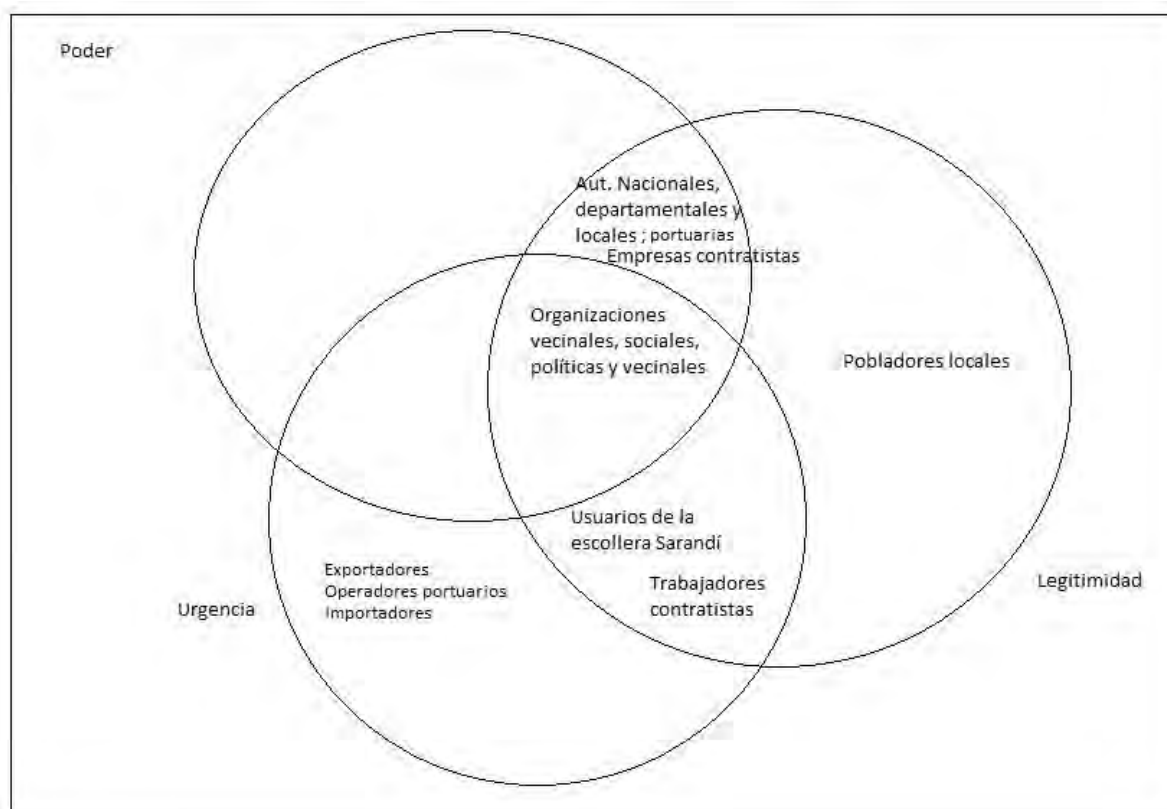 Poder
Aut. Nacionales,
departamentales y
locales ; portuarias
Empresas contratistas
Organizaciones
vecinales, sociales,
políticas y vecinales
Pobladores locales
Usuarios de la
escollera Sarandí
Exportadores
Operadores portuarios
Importadores
Trabajadores
contratistas
Urgencia
Legitimidad